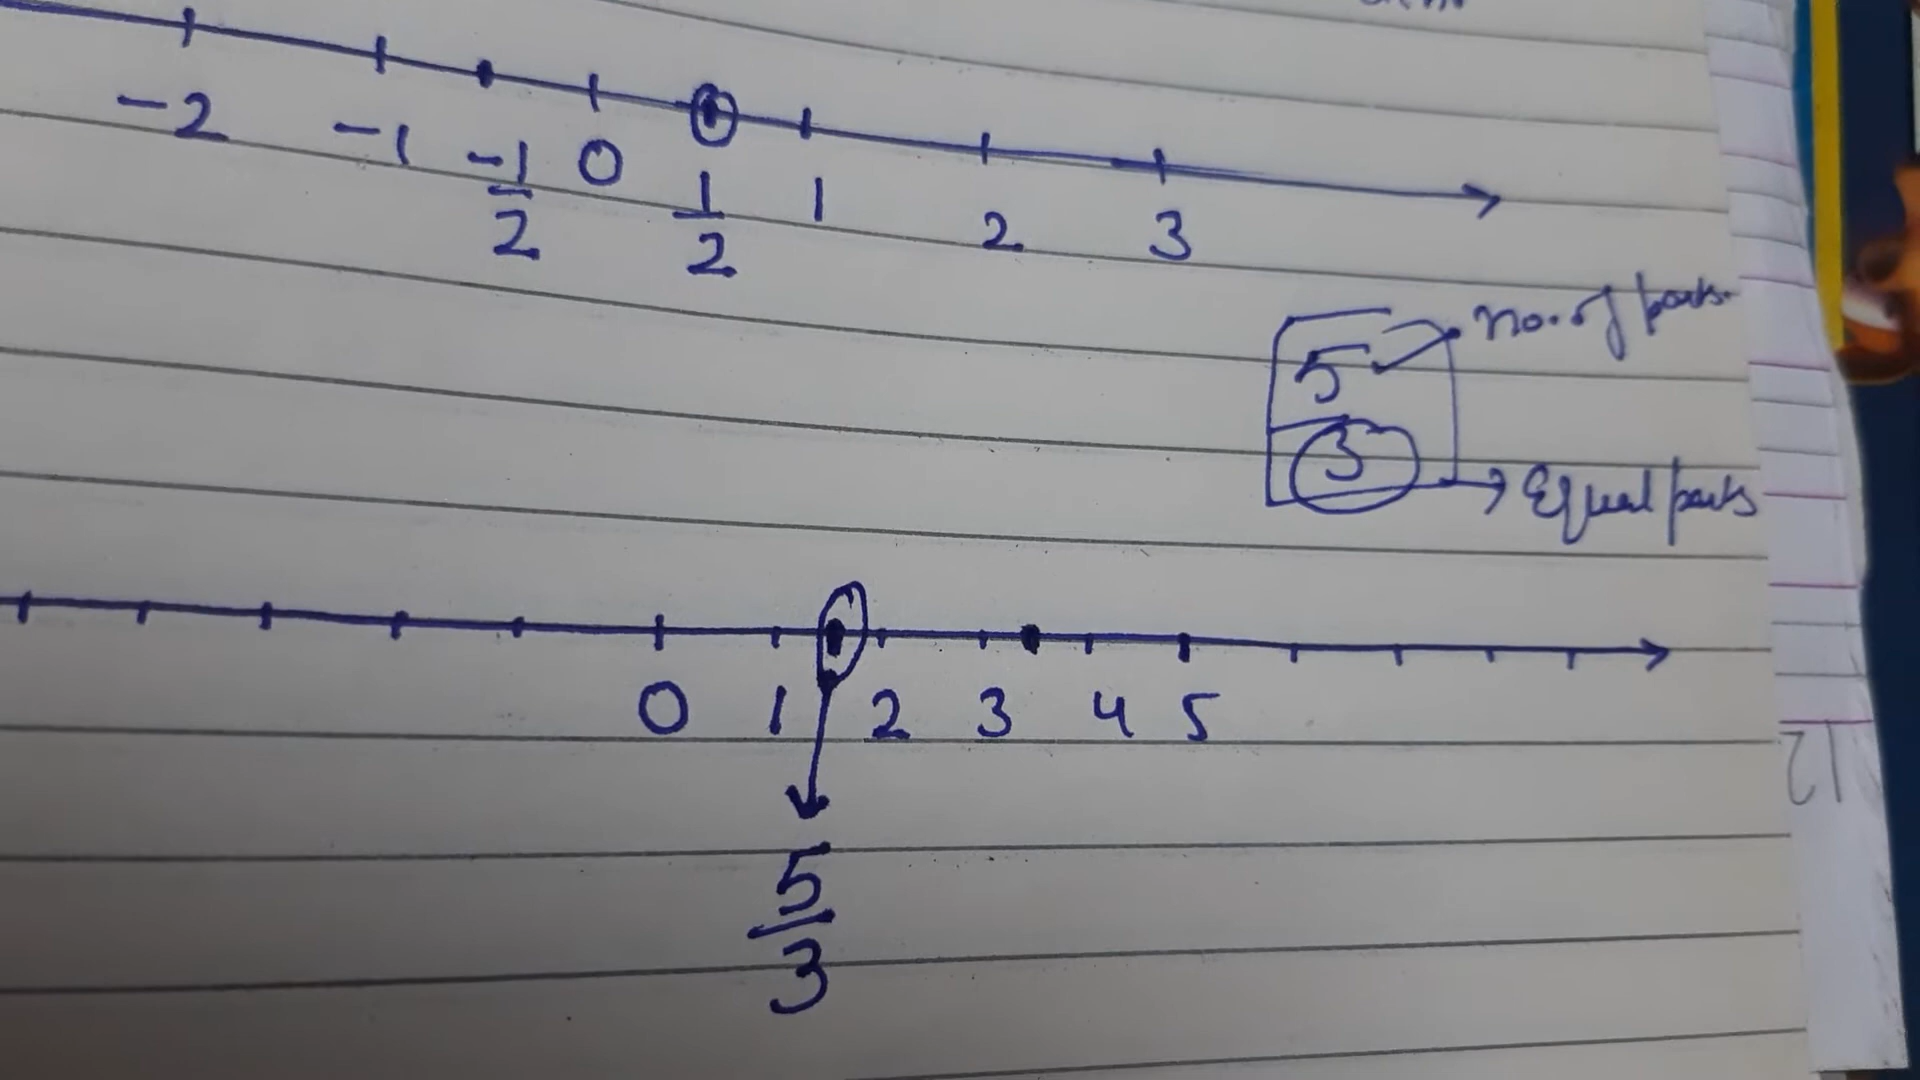 -2 -1 -1/2 0 1/2 1 2 3
5 no. of parts.
3 Equal parts
0 1 2 3 4 5
5/3
12